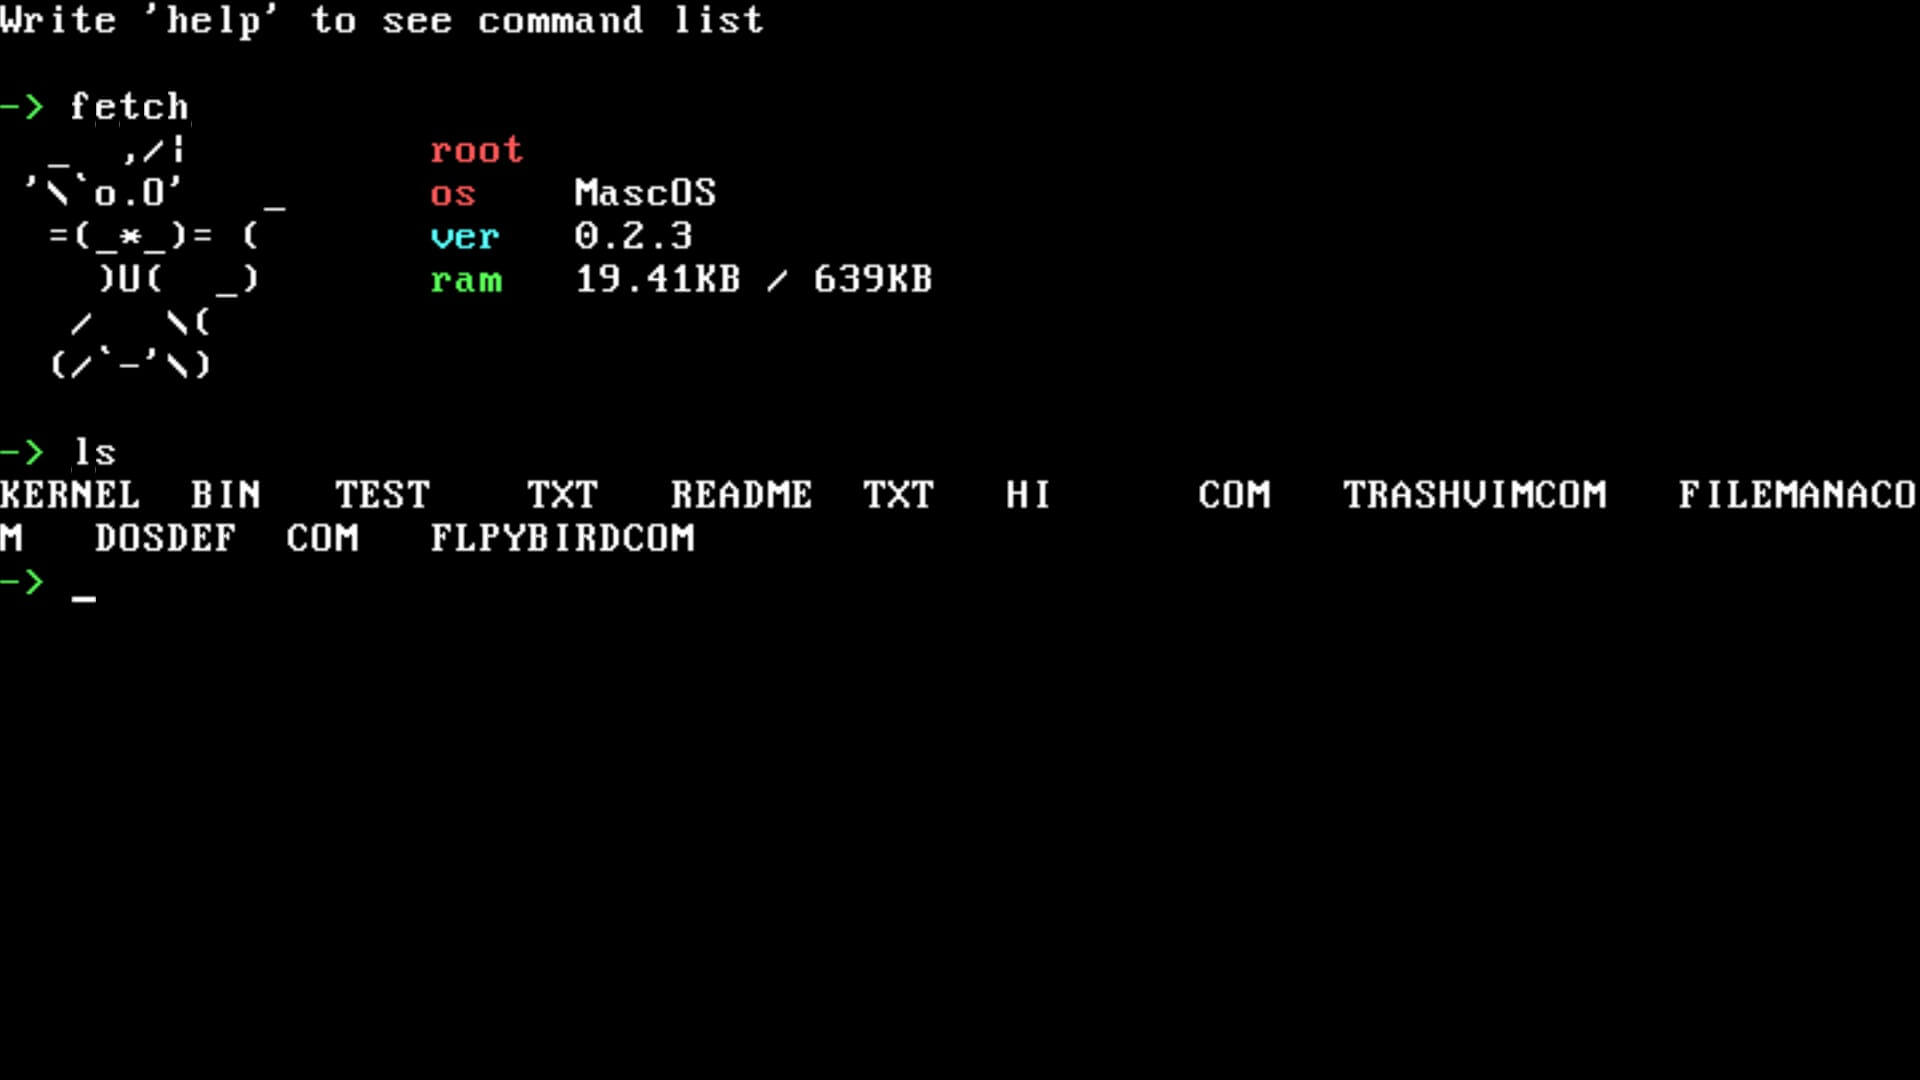 Write 'help' to see command list
-> fetch
 _  ,/¦            root
'\`o.O'   _      os    MascOS
 =(_*_)= (       ver   0.2.3
   )U(  _)       ram   19.41KB / 639KB
  /   \(
 (/`-'\)
-> ls
KERNEL  BIN   TEST    TXT   README  TXT   HI      COM   TRASHVIMCOM   FILEMANACO
M   DOSDEF  COM   FLPYBIRDCOM
-> _